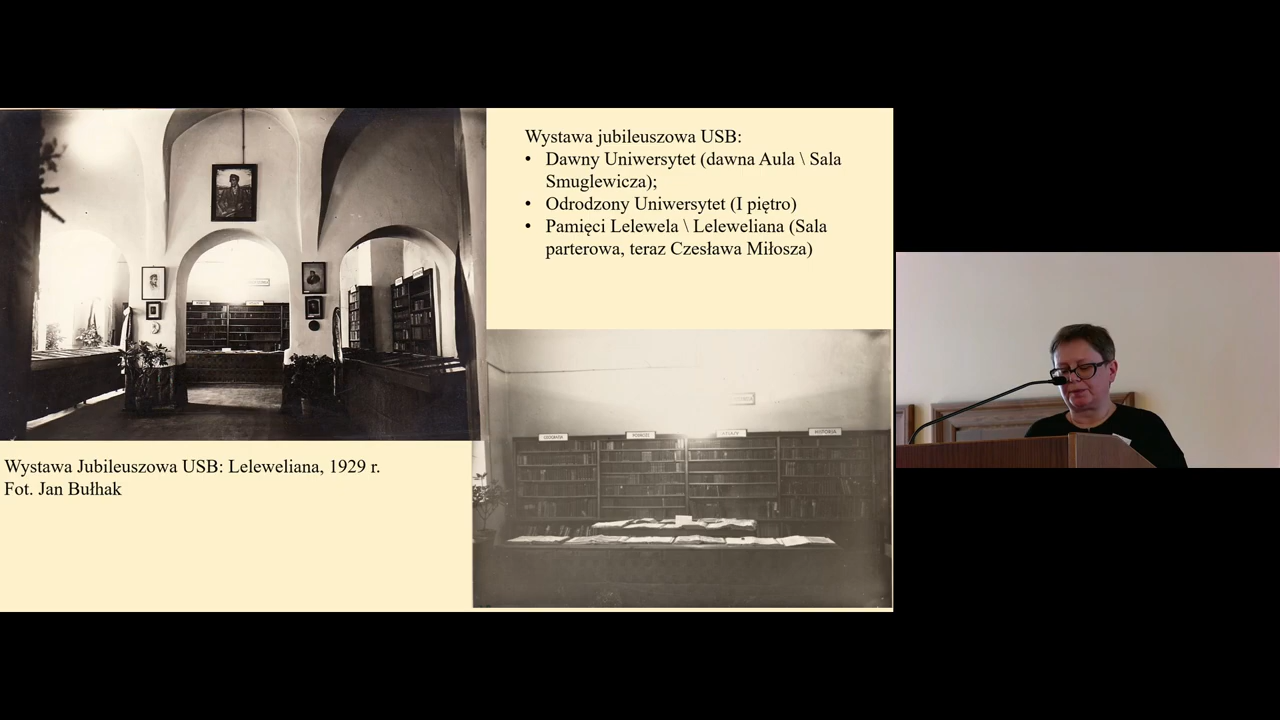 Wystawa jubileuszowa USB:
• Dawny Uniwersytet (dawna Aula \ Sala
Smuglewicza);
• Odrodzony Uniwersytet (I piętro)
• Pamięci Lelewela \ Leleweliana (Sala
parterowa, teraz Czesława Miłosza)
Wystawa Jubileuszowa USB: Leleweliana, 1929 r.
Fot. Jan Bułhak
HISTORJA